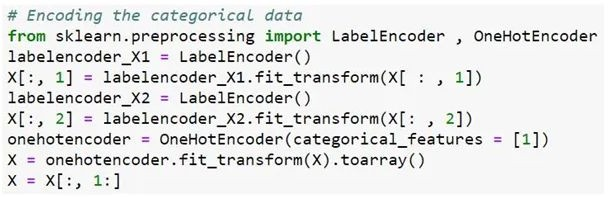 # Encoding the categorical data
from sklearn.preprocessing import LabelEncoder , OneHotEncoder
labelencoder_X1 = LabelEncoder()
X[:, 1] = labelencoder_X1.fit_transform(X[ : , 1])
labelencoder_X2 = LabelEncoder()
X[:, 2] = labelencoder_X2.fit_transform(X[: , 2])
onehotencoder = OneHotEncoder(categorical_features = [1])
X = onehotencoder.fit_transform(X).toarray()
X = X[:, 1:]